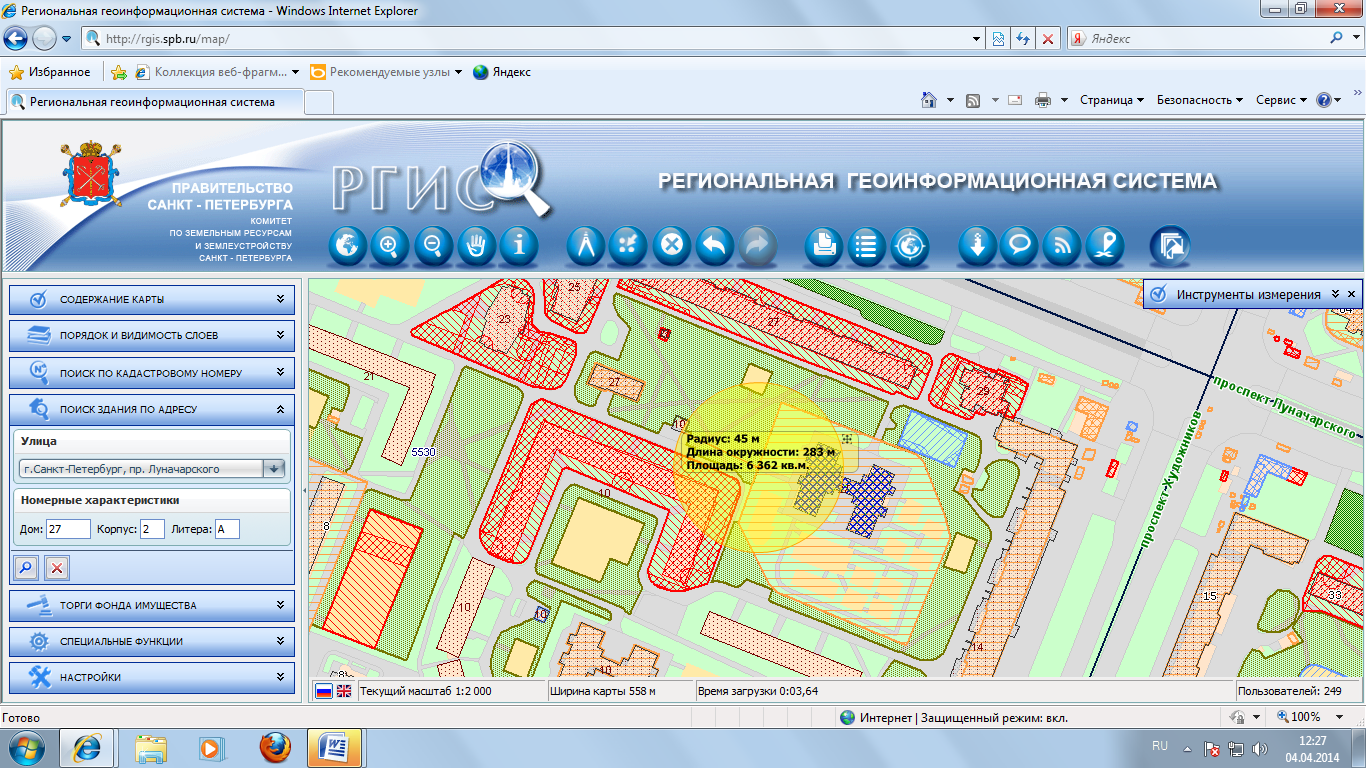 Региональная геоинформационная система - Windows Internet Explorer
http://rgis.spb.ru/map/
Яндекс
Избранное
Коллекция веб-фрагм...
Рекомендуемые узлы
Яндекс
Региональная геоинформационная система
Страница
Безопасность
Сервис
ПРАВИТЕЛЬСТВО
САНКТ - ПЕТЕРБУРГА
КОМИТЕТ
ПО ЗЕМЕЛЬНЫМ РЕСУРСАМ
И ЗЕМЛЕУСТРОЙСТВУ
САНКТ - ПЕТЕРБУРГА
РГИС
РЕГИОНАЛЬНАЯ ГЕОИНФОРМАЦИОННАЯ СИСТЕМА
СОДЕРЖАНИЕ КАРТЫ
ПОРЯДОК И ВИДИМОСТЬ СЛОЕВ
ПОИСК ПО КАДАСТРОВОМУ НОМЕРУ
ПОИСК ЗДАНИЯ ПО АДРЕСУ
Улица
г.Санкт-Петербург, пр. Луначарского
Номерные характеристики
Дом: 27 Корпус: 2 Литера: А
ТОРГИ ФОНДА ИМУЩЕСТВА
СПЕЦИАЛЬНЫЕ ФУНКЦИИ
НАСТРОЙКИ
Инструменты измерения
25
23
27
21
27
29
10
5530
Радиус: 45 м
Длина окружности: 283 м
Площадь: 6 362 кв.м.
проспект Луначарского
проспект Художников
10
8
10
10
15
33
14
10
Текущий масштаб 1:2 000
Ширина карты 558 м
Время загрузки 0:03,64
Пользователей: 249
Готово
Интернет | Защищенный режим: вкл.
100%
RU
12:27
04.04.2014